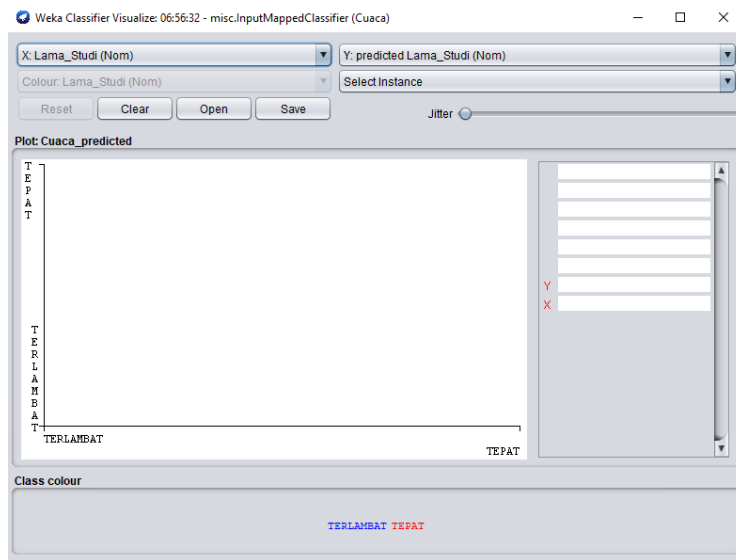 Weka Classifier Visualize: 06:56:32 - misc.InputMappedClassifier (Cuaca)
X: Lama_Studi (Nom)
Y: predicted Lama_Studi (Nom)
Colour: Lama_Studi (Nom)
Select Instance
Reset
Clear
Open
Save
Jitter
Plot: Cuaca_predicted
TEPAT
TERLAMBAT
TERLAMBAT
TEPAT
Y
X
Class colour
TERLAMBAT TEPAT